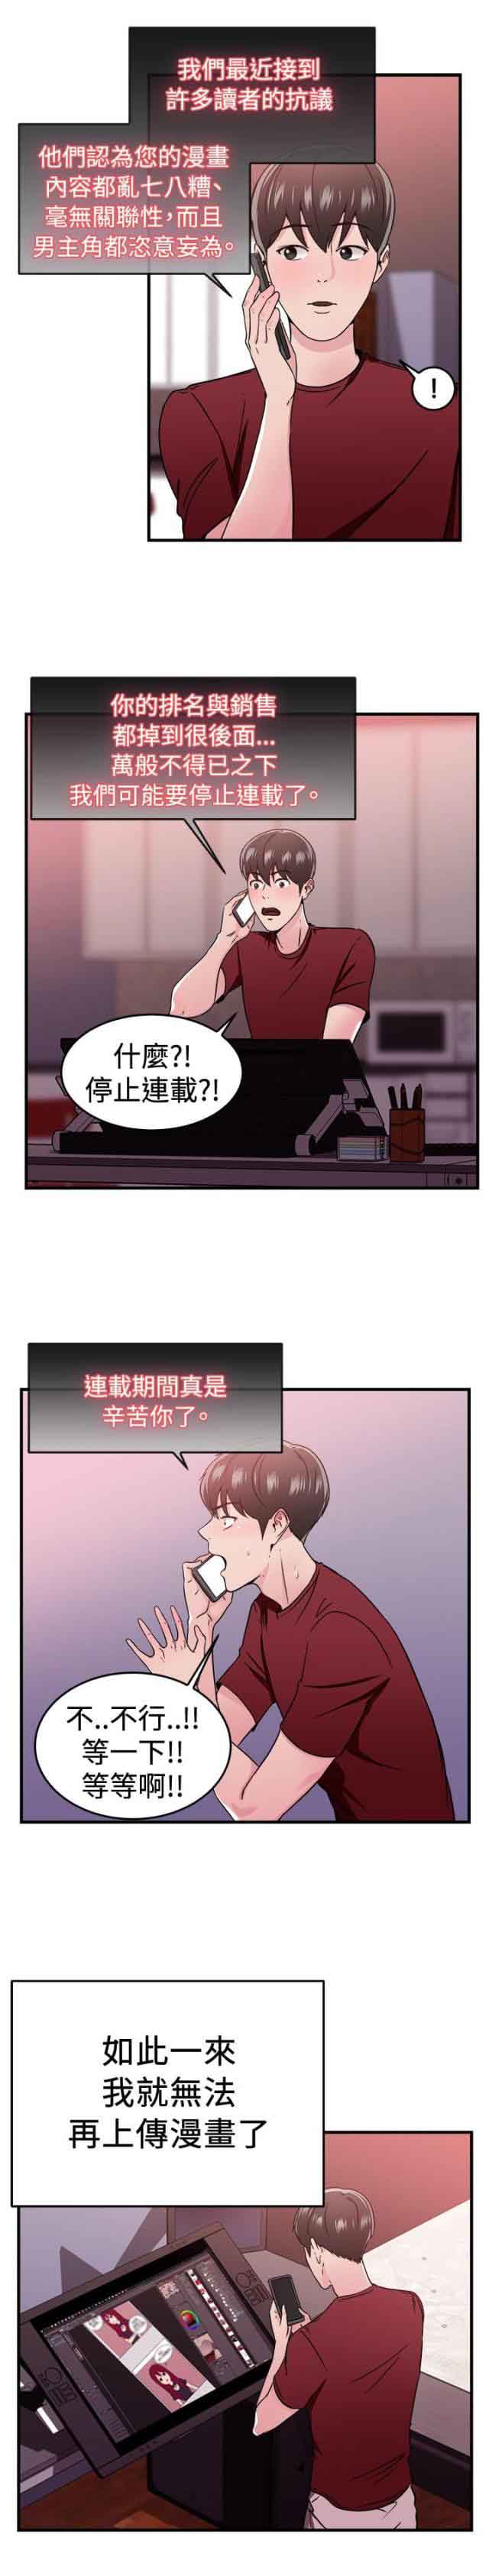 我們最近接到
許多讀者的抗議
他們認為您的漫畫
內容都亂七八糟、
毫無關聯性，而且
男主角都恣意妄為。
！
你的排名與銷售
都掉到很後面...
萬般不得已之下
我們可能要停止連載了。
什麼?!
停止連載?!
連載期間真是
辛苦你了。
不..不行..!!
等一下!!
等等啊!!
如此一來
我就無法
再上傳漫畫了